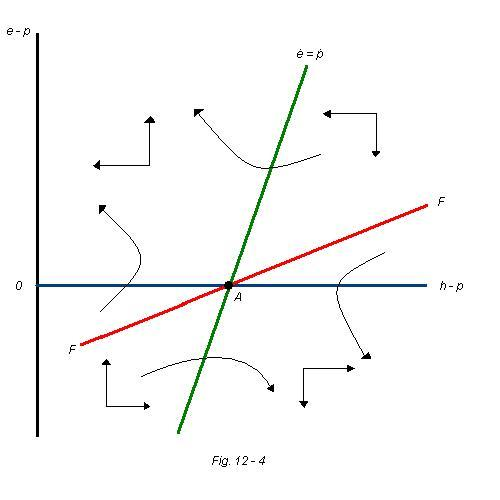 e - p
ė = ṗ
F
0
h - p
A
F
Fig. 12 - 4